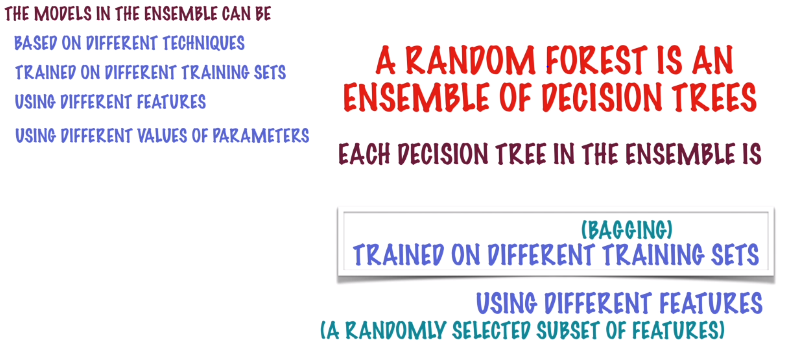 THE MODELS IN THE ENSEMBLE CAN BE
BASED ON DIFFERENT TECHNIQUES
TRAINED ON DIFFERENT TRAINING SETS
USING DIFFERENT FEATURES
USING DIFFERENT VALUES OF PARAMETERS
A RANDOM FOREST IS AN
ENSEMBLE OF DECISION TREES
EACH DECISION TREE IN THE ENSEMBLE IS
(BAGGING)
TRAINED ON DIFFERENT TRAINING SETS
USING DIFFERENT FEATURES
(A RANDOMLY SELECTED SUBSET OF FEATURES)